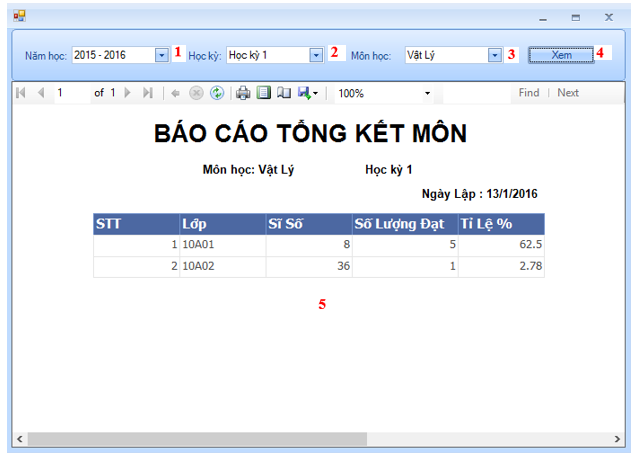 Năm học: 2015 - 2016 1 Học kỳ: Học kỳ 1 2 Môn học: Vật Lý 3 Xem 4
1 of 1 100% Find | Next
BÁO CÁO TỔNG KẾT MÔN
Môn học: Vật Lý Học kỳ 1
Ngày Lập : 13/1/2016
STT Lớp Sĩ Số Số Lượng Đạt Tỉ Lệ %
1 10A01 8 5 62.5
2 10A02 36 1 2.78
5